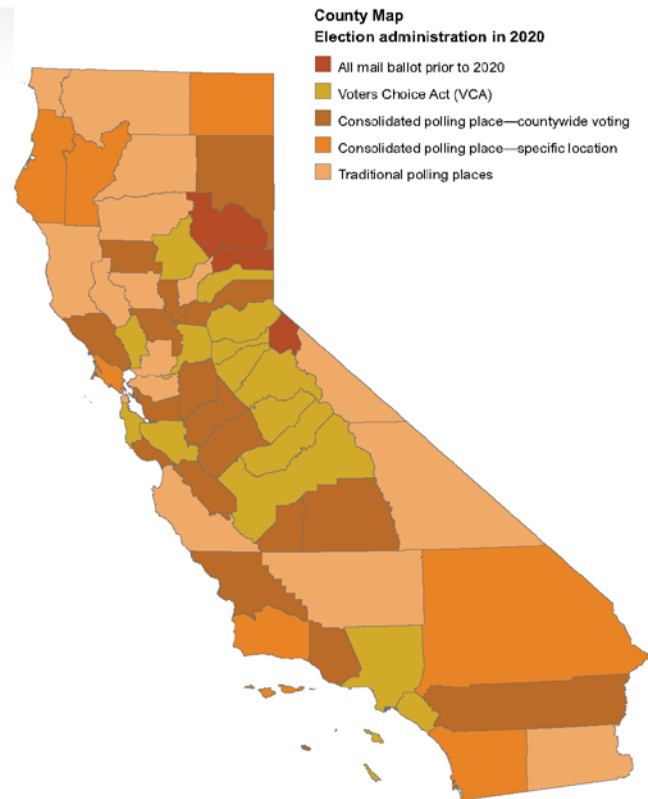 County Map
Election administration in 2020
All mail ballot prior to 2020
Voters Choice Act (VCA)
Consolidated polling place—countywide voting
Consolidated polling place—specific location
Traditional polling places